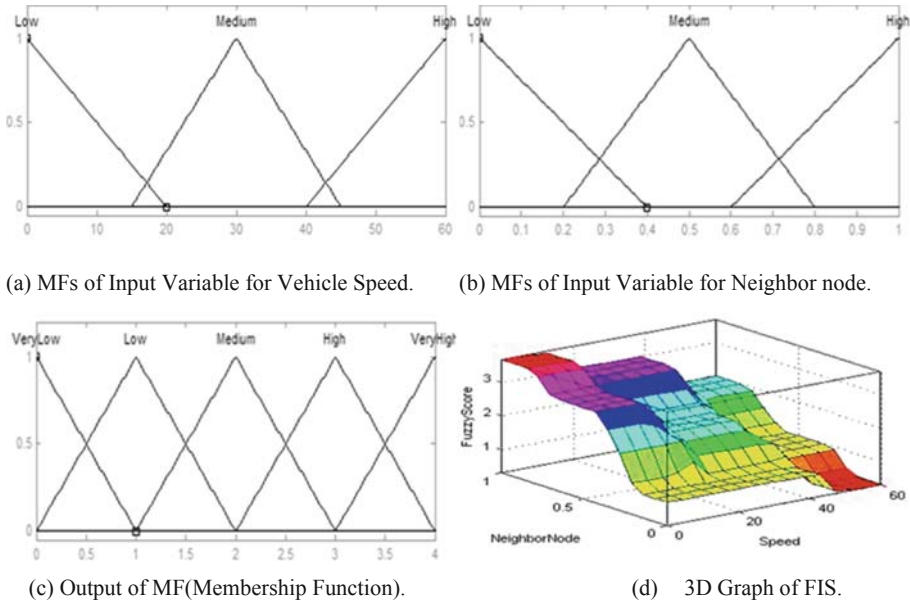 Low Medium High
1
0.5
0
0 10 20 30 40 50 60
(a) MFs of Input Variable for Vehicle Speed.
Low Medium High
1
0.5
0
0 0.1 0.2 0.3 0.4 0.5 0.6 0.7 0.8 0.9 1
(b) MFs of Input Variable for Neighbor node.
VeryLow Low Medium High VeryHigh
1
0.5
0
0 0.5 1 1.5 2 2.5 3 3.5 4
(c) Output of MF(Membership Function).
FuzzyScore
3
2
1
1
0.5
0
NeighborNode
0
20
40
60
Speed
(d) 3D Graph of FIS.